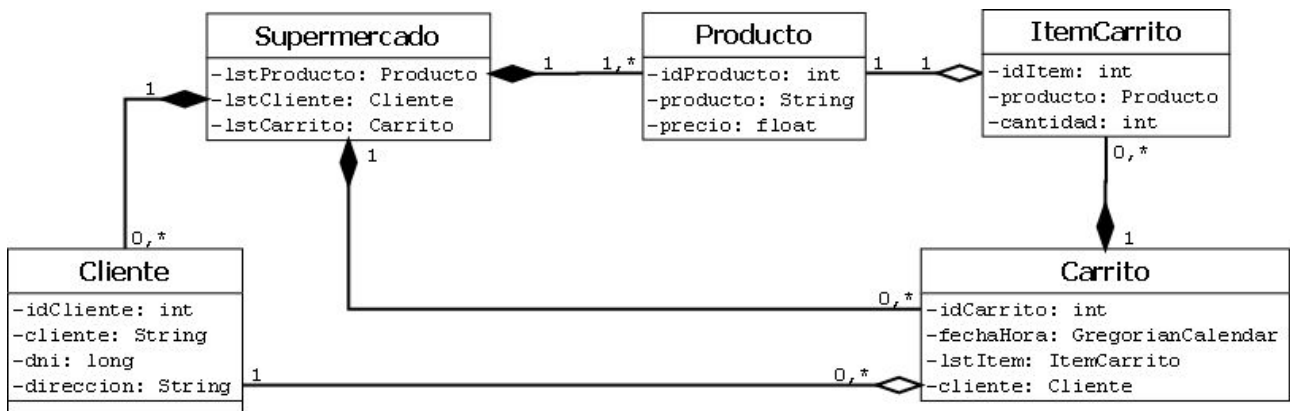 Supermercado
-lstProducto: Producto
-lstCliente: Cliente
-lstCarrito: Carrito
1
1
1
1,*
Producto
-idProducto: int
-producto: String
-precio: float
1
1
ItemCarrito
-idItem: int
-producto: Producto
-cantidad: int
0,*
1
0,*
Cliente
-idCliente: int
-cliente: String
-dni: long
-direccion: String
1
0,*
0,*
Carrito
-idCarrito: int
-fechaHora: GregorianCalendar
-lstItem: ItemCarrito
-cliente: Cliente